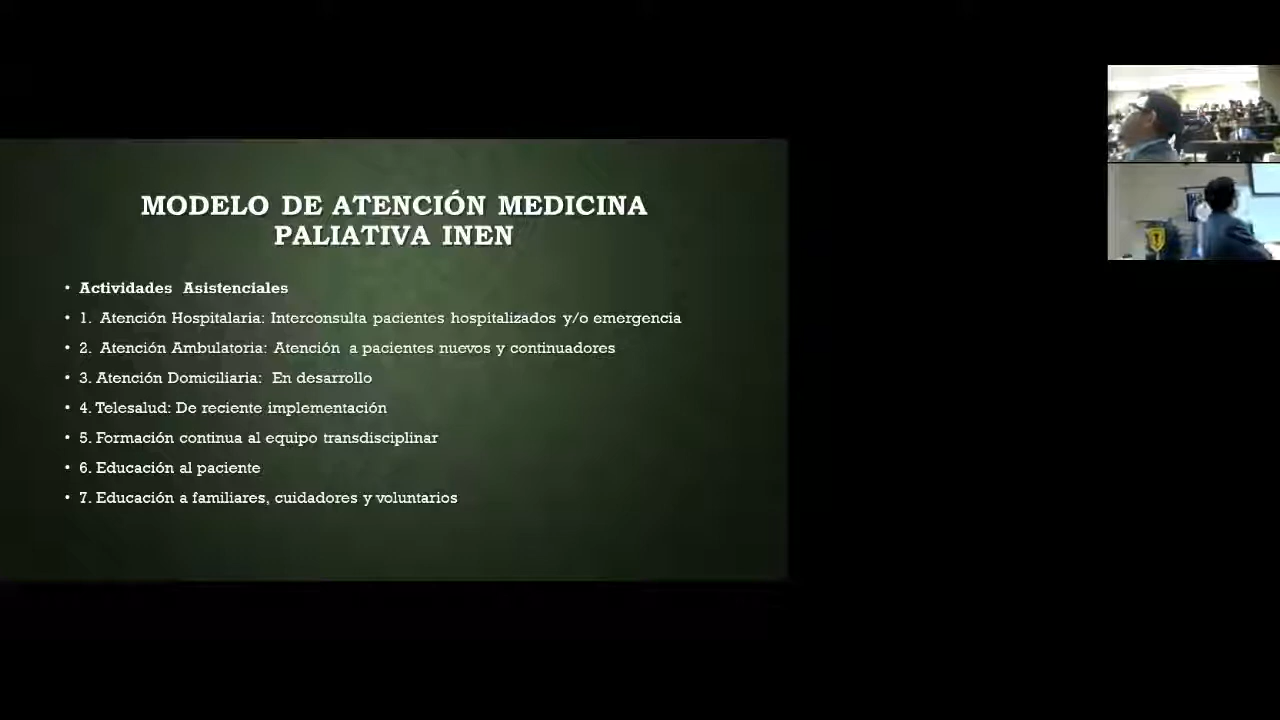 MODELO DE ATENCIÓN MEDICINA
PALIATIVA INEN
• Actividades Asistenciales
• 1. Atención Hospitalaria: Interconsulta pacientes hospitalizados y/o emergencia
• 2. Atención Ambulatoria: Atención a pacientes nuevos y continuadores
• 3. Atención Domiciliaria: En desarrollo
• 4. Telesalud: De reciente implementación
• 5. Formación continua al equipo transdisciplinar
• 6. Educación al paciente
• 7. Educación a familiares, cuidadores y voluntarios